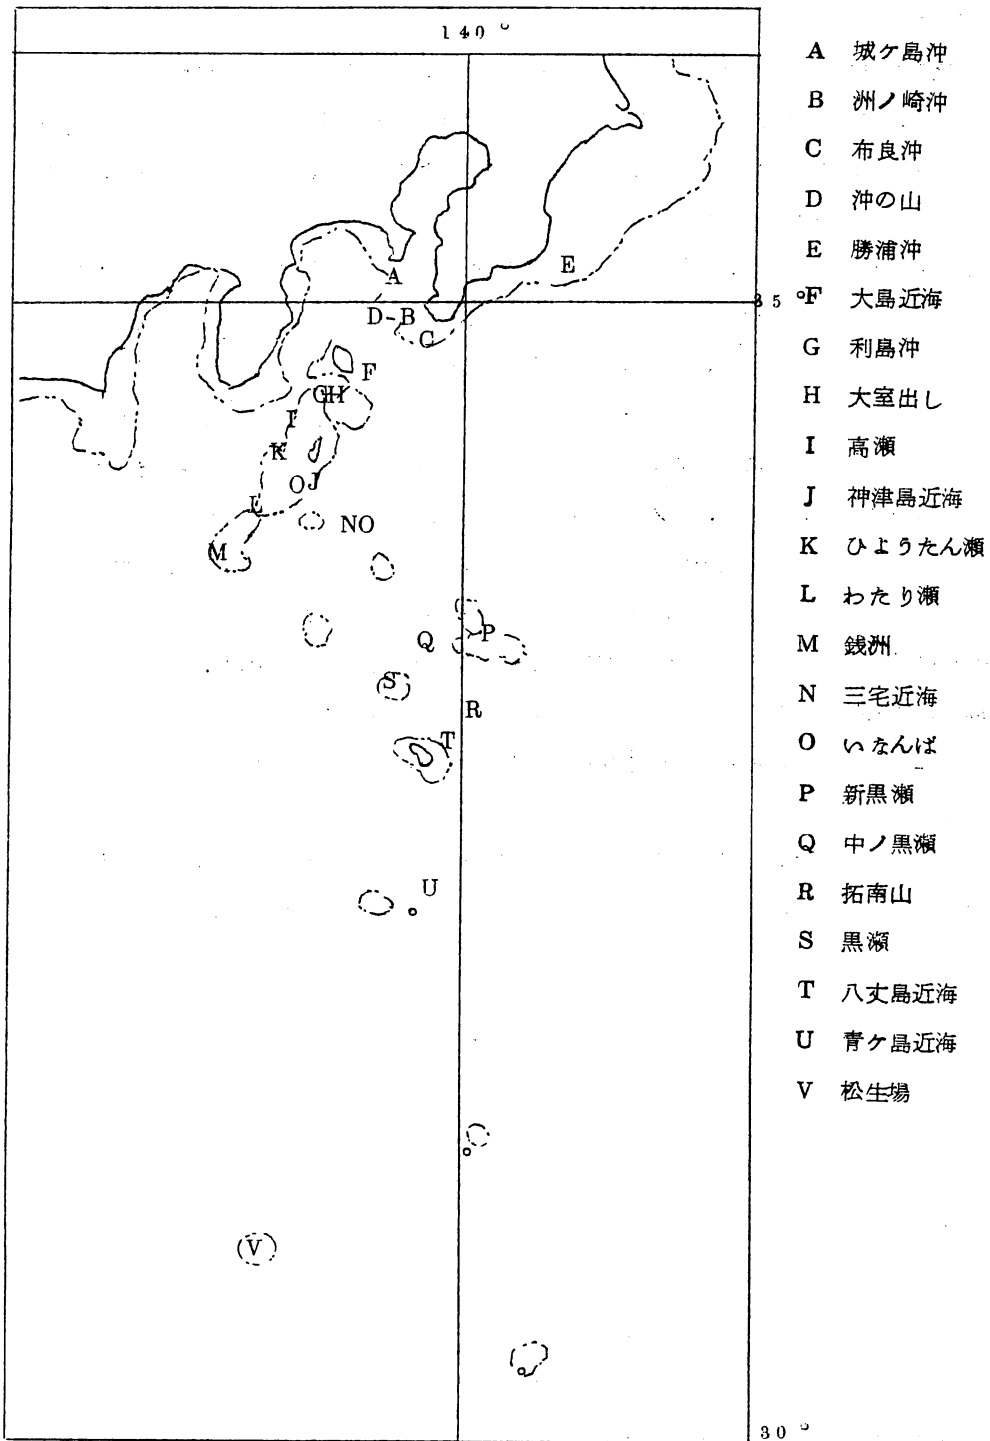 140°
A 城ケ島沖
B 洲ノ崎沖
C 布良沖
D 沖の山
E 勝浦沖
35°
F 大島近海
G 利島沖
H 大室出し
I 高瀬
J 神津島近海
K ひようたん瀬
L わたり瀬
M 銭洲
N 三宅近海
O いなんば
P 新黒瀬
Q 中ノ黒瀬
R 拓南山
S 黒瀬
T 八丈島近海
U 青ケ島近海
V 松生場
E
A
D-B
C
F
GH
I
K
J
O
L
NO
M
P
Q
S
R
T
U
V
30°